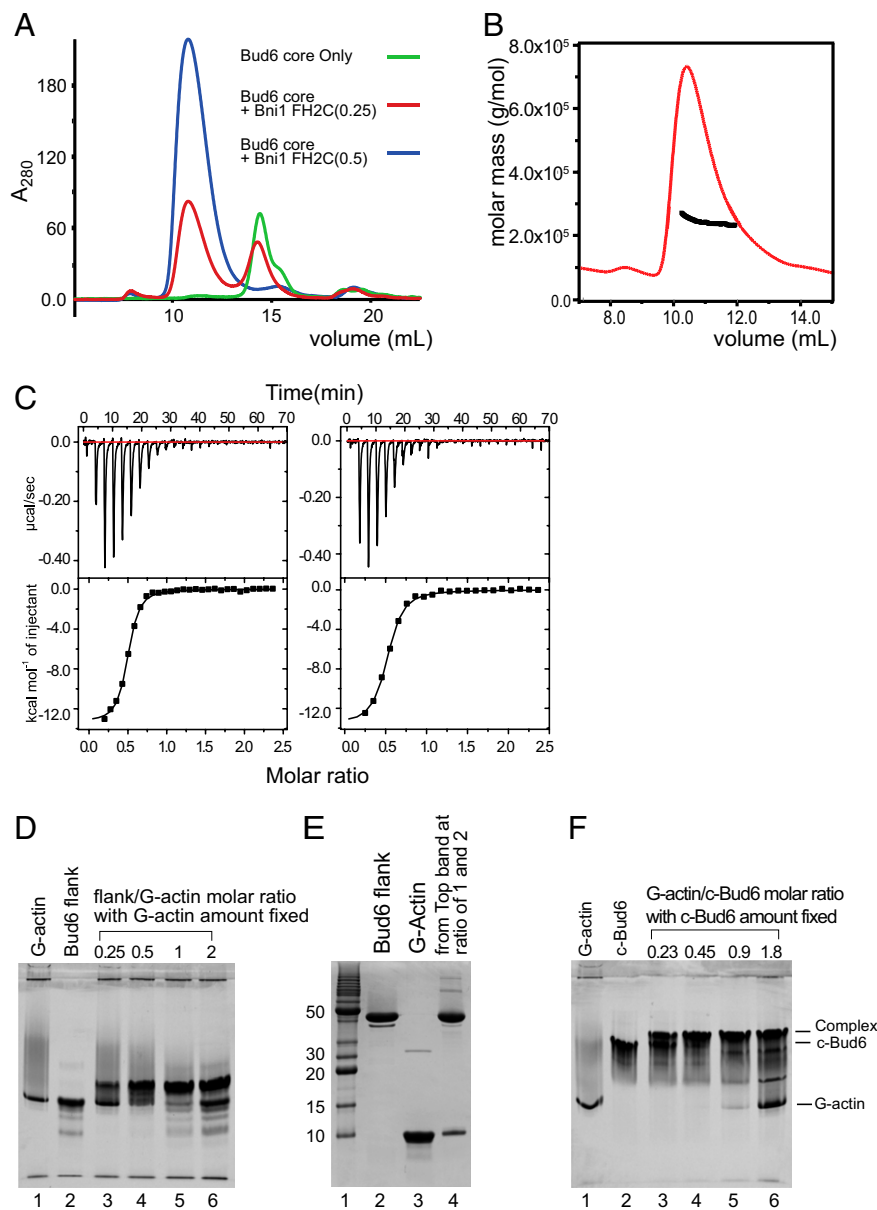 A
A280
180
120
60
0.0
10
15
20
volume (mL)
Bud6 core Only
Bud6 core
+ Bni1 FH2C(0.25)
Bud6 core
+ Bni1 FH2C(0.5)
B
molar mass (g/mol)
8.0x10⁵
6.0x10⁵
4.0x10⁵
2.0x10⁵
0.0
8.0 10.0 12.0 14.0
volume (mL)
C
Time(min)
0 10 20 30 40 50 60 70
0 10 20 30 40 50 60 70
µcal/sec
0.0
-0.20
-0.40
0.0
-0.20
-0.40
kcal mol⁻¹ of injectant
0.0
-4.0
-8.0
-12.0
0.0
-4.0
-8.0
-12.0
0.0 0.5 1.0 1.5 2.0 2.5
0.0 0.5 1.0 1.5 2.0 2.5
Molar ratio
D
G-actin
Bud6 flank
flank/G-actin molar ratio
with G-actin amount fixed
0.25 0.5 1 2
1 2 3 4 5 6
E
Bud6 flank
G-Actin
from Top band at
ratio of 1 and 2
50
30
20
15
10
1 2 3 4
F
G-actin
c-Bud6
G-actin/c-Bud6 molar ratio
with c-Bud6 amount fixed
0.23 0.45 0.9 1.8
Complex
c-Bud6
G-actin
1 2 3 4 5 6